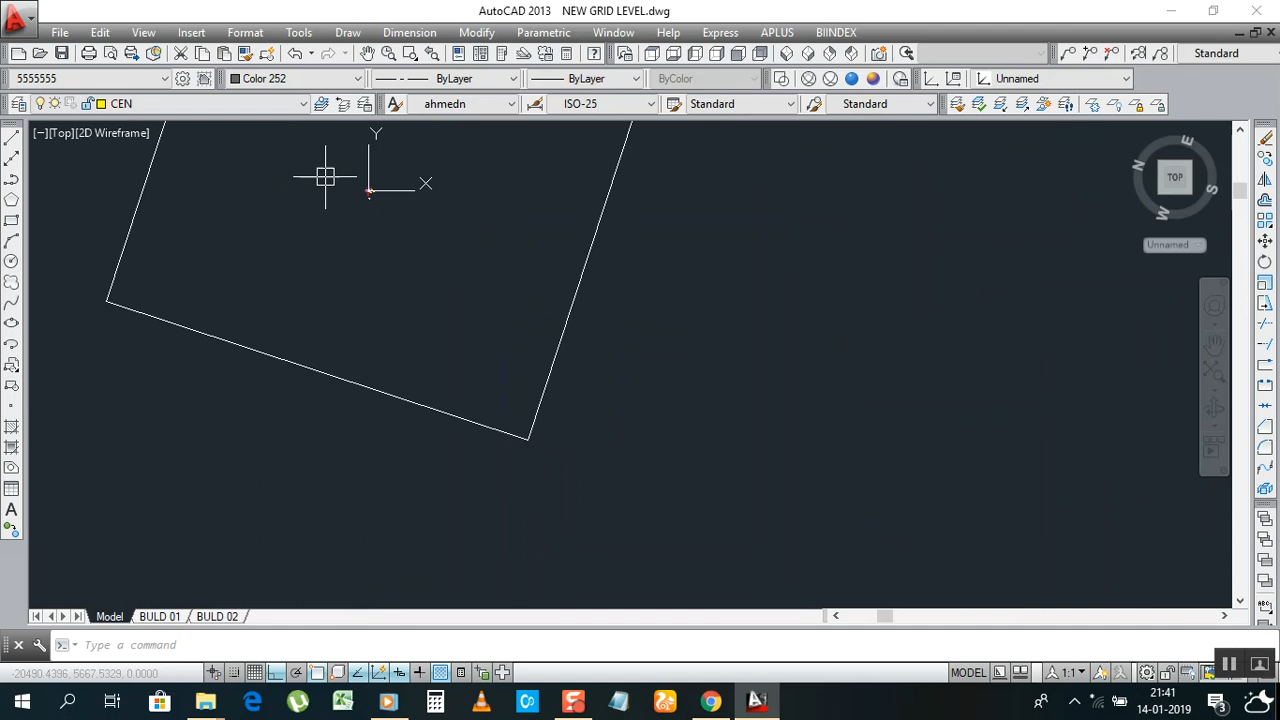 AutoCAD 2013 NEW GRID LEVEL.dwg
File Edit View Insert Format Tools Draw Dimension Modify Parametric Window Help Express APLUS BIINDEX
Standard
5555555 Color 252 ByLayer ByLayer ByColor Unnamed
CEN ahmedn ISO-25 Standard Standard
[−][Top][2D Wireframe]
Y
X
N E
TOP
W S
Unnamed
Model BULD 01 BULD 02
Type a command
-20490.4396, 5667.5329, 0.0000 MODEL 1:1
21:41
14-01-2019
3